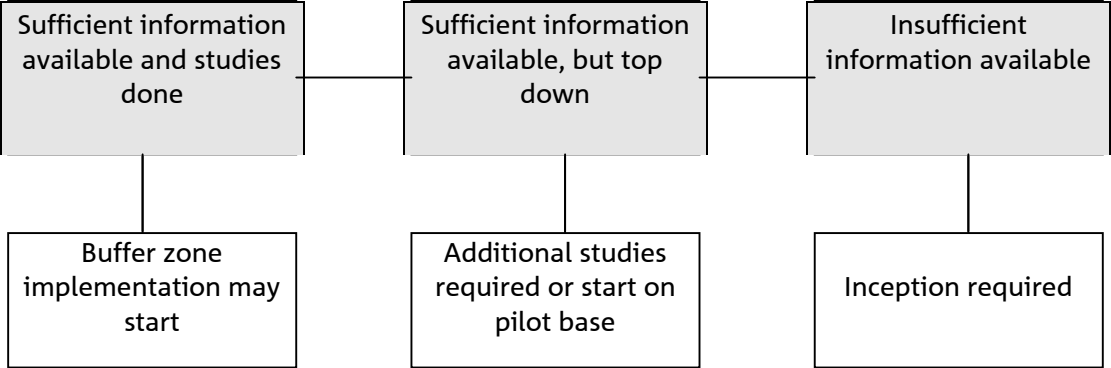 Sufficient information
available and studies
done
Sufficient information
available, but top
down
Insufficient
information available
Buffer zone
implementation may
start
Additional studies
required or start on
pilot base
Inception required